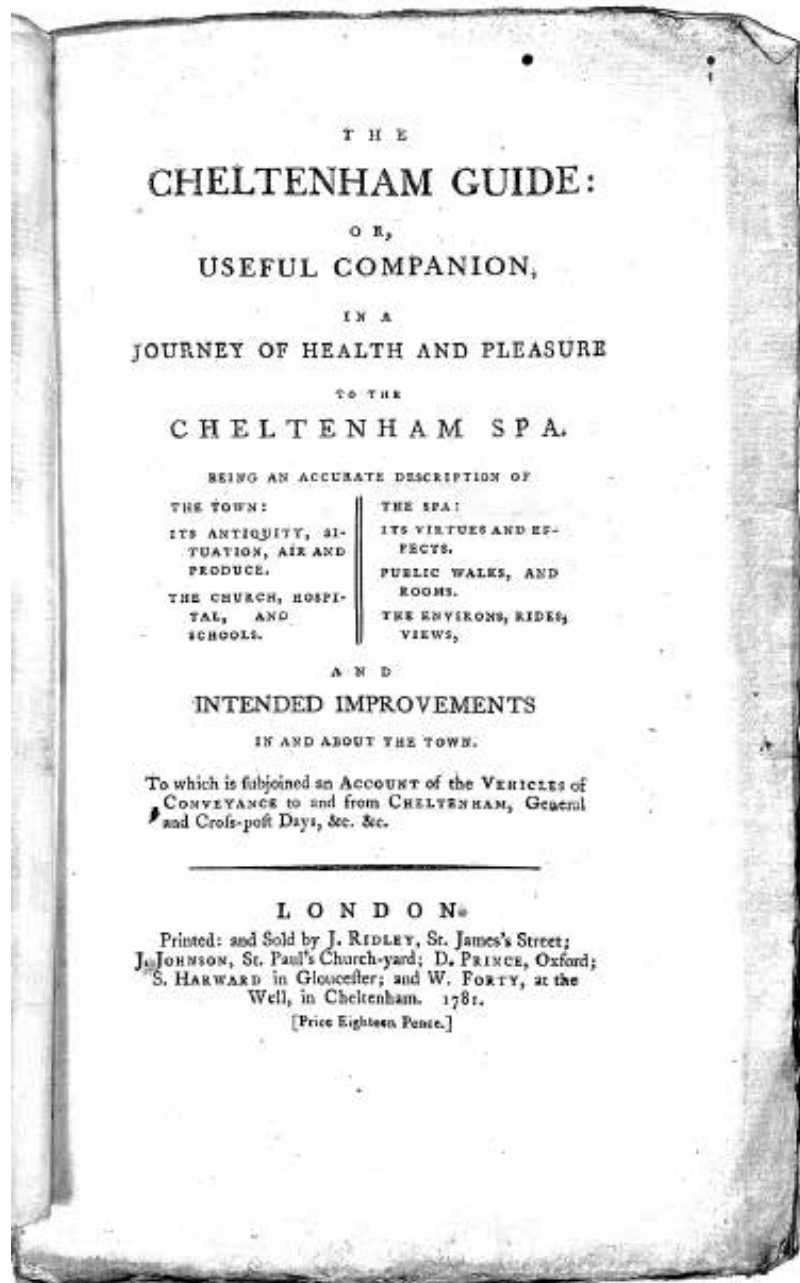 THE
CHELTENHAM GUIDE:
OR,
USEFUL COMPANION,
IN A
JOURNEY OF HEALTH AND PLEASURE
TO THE
CHELTENHAM SPA.
BEING AN ACCURATE DESCRIPTION OF
THE TOWN:
ITS ANTIQUITY, SI-
TUATION, AIR AND
PRODUCE.
THE CHURCH, HOSPI-
TAL, AND
SCHOOLS.
THE SPA:
ITS VIRTUES AND EF-
FECTS.
PUBLIC WALKS, AND
ROOMS.
THE ENVIRONS, RIDES,
VIEWS,
AND
INTENDED IMPROVEMENTS
IN AND ABOUT THE TOWN.
To which is ſubjoined an ACCOUNT of the VEHICLES of
CONVEYANCE to and from CHELTENHAM, General
and Croſs-poſt Days, &c. &c.
LONDON
Printed: and Sold by J. RIDLEY, St. James's Street;
J. JOHNSON, St. Paul's Church-yard; D. PRINCE, Oxford;
S. HARWARD in Glouceſter; and W. FORTY, at the
Well, in Cheltenham. 1781.
[Price Eighteen Pence.]